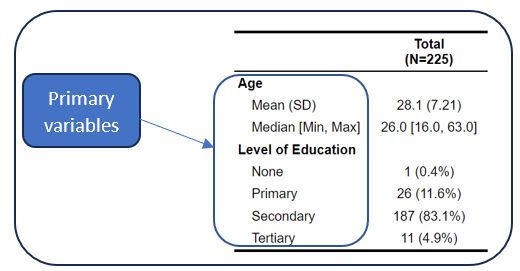 Primary
variables
Total
(N=225)
Age
Mean (SD) 28.1 (7.21)
Median [Min, Max] 26.0 [16.0, 63.0]
Level of Education
None 1 (0.4%)
Primary 26 (11.6%)
Secondary 187 (83.1%)
Tertiary 11 (4.9%)